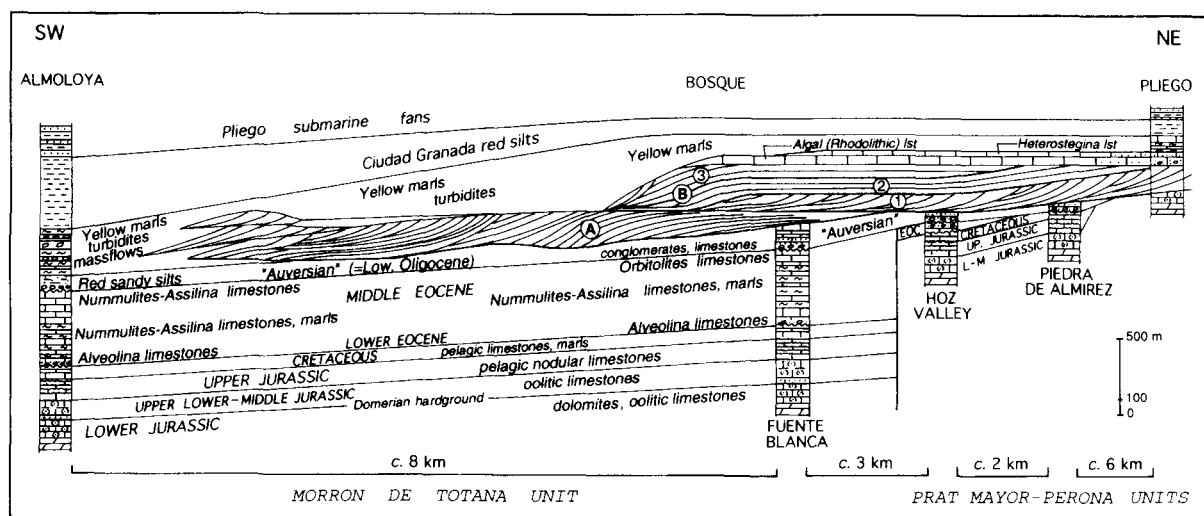 SW
NE
ALMOLOYA
BOSQUE
PLIEGO
Pliego submarine fans
Ciudad Granada red silts
Yellow marls
Algal (Rhodolithic) lst
Heterostegina lst
Yellow marls
turbidites
3
B
2
1
A
Yellow marls
turbidites
massflows
"Auversian"
EOC.
CRETACEOUS
UP. JURASSIC
L-M JURASSIC
conglomerates, limestones
"Auversian" (=Low. Oligocene)
Orbitolites limestones
Red sandy silts
Nummulites-Assilina limestones
MIDDLE EOCENE
Nummulites-Assilina limestones, marls
HOZ
VALLEY
PIEDRA
DE ALMIREZ
Nummulites-Assilina limestones, marls
Alveolina limestones
LOWER EOCENE
Alveolina limestones
CRETACEOUS
pelagic limestones, marls
UPPER JURASSIC
pelagic nodular limestones
UPPER LOWER-MIDDLE JURASSIC
oolitic limestones
Domerian hardground
dolomites, oolitic limestones
LOWER JURASSIC
500 m
100
0
FUENTE
BLANCA
c. 8 km
c. 3 km
c. 2 km
c. 6 km
MORRON DE TOTANA UNIT
PRAT MAYOR-PERONA UNITS